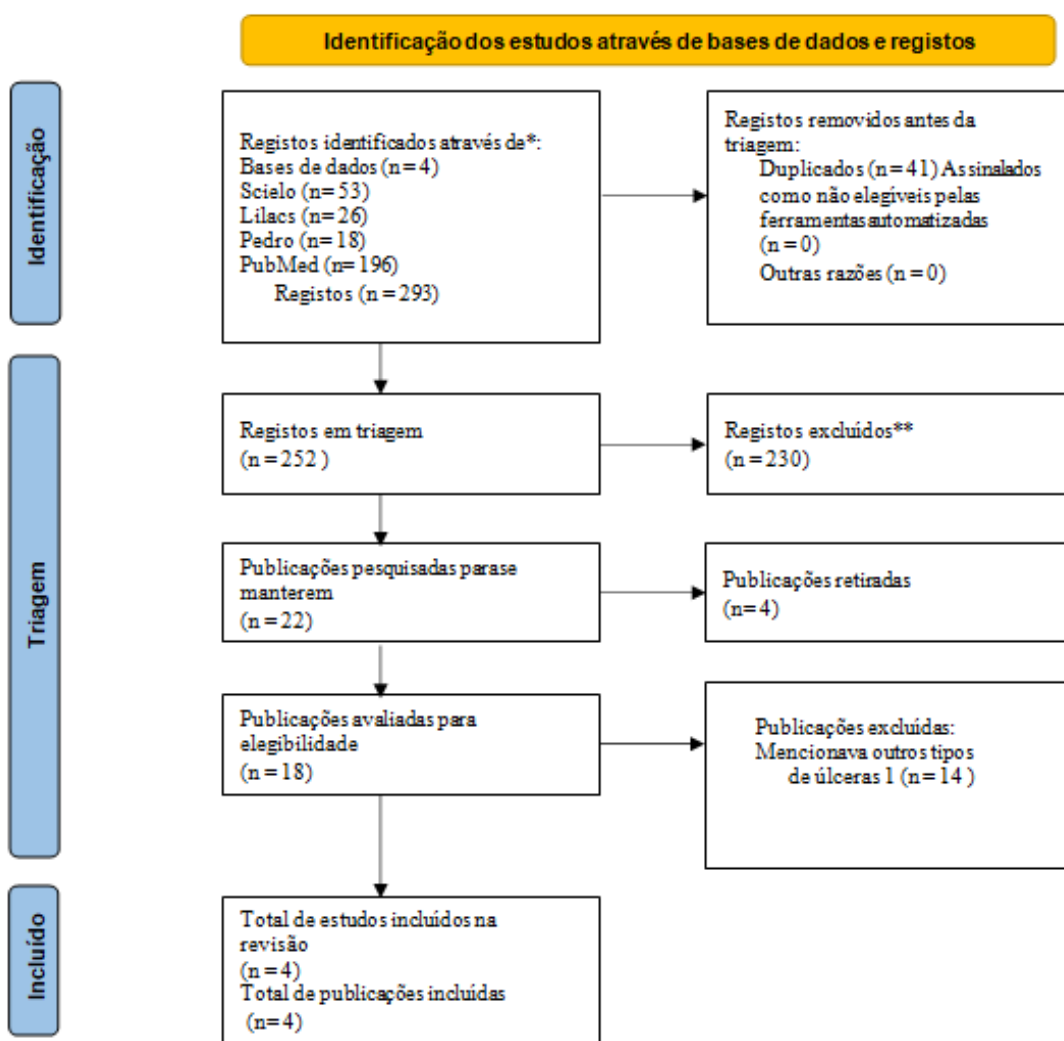 Identificação dos estudos através de bases de dados e registos
Identificação
Registos identificados através de*:
Bases de dados (n = 4)
Scielo (n= 53)
Lilacs (n= 26)
Pedro (n= 18)
PubMed (n= 196)
Registos (n = 293)
Registos removidos antes da
triagem:
Duplicados (n = 41) Assinalados
como não elegíveis pelas
ferramentas automatizadas
(n = 0)
Outras razões (n = 0)
Triagem
Registos em triagem
(n = 252 )
Registos excluídos**
(n = 230)
Publicações pesquisadas parase
manterem
(n = 22)
Publicações retiradas
(n= 4)
Publicações avaliadas para
elegibilidade
(n = 18)
Publicações excluídas:
Mencionava outros tipos
de úlceras 1 (n = 14 )
Incluído
Total de estudos incluídos na
revisão
(n = 4)
Total de publicações incluídas
(n= 4)